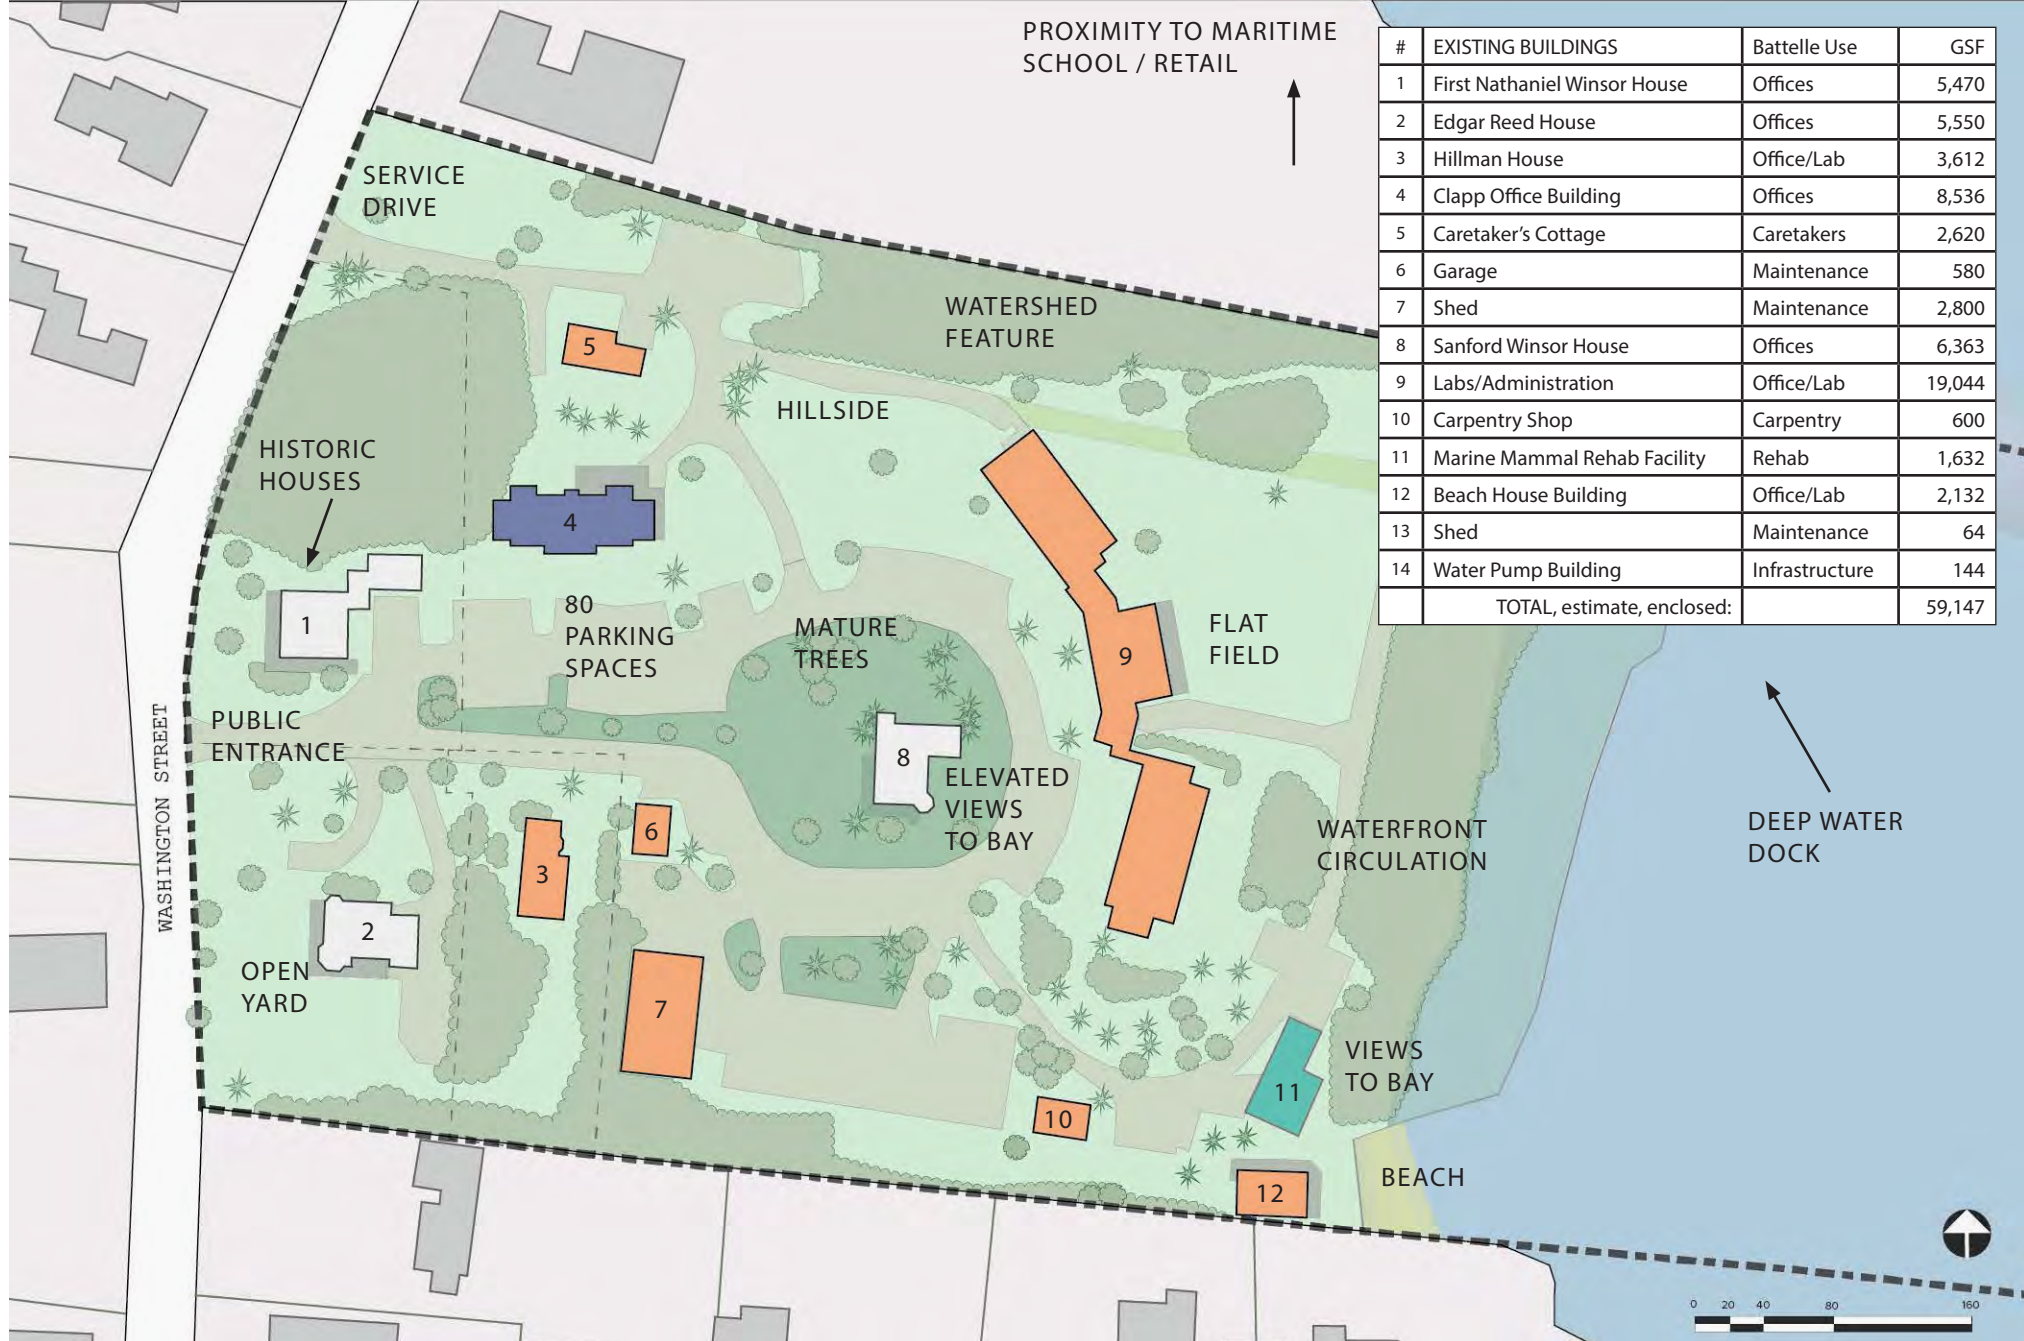 PROXIMITY TO MARITIME
SCHOOL / RETAIL
# EXISTING BUILDINGS Battelle Use GSF
1 First Nathaniel Winsor House Offices 5,470
2 Edgar Reed House Offices 5,550
3 Hillman House Office/Lab 3,612
4 Clapp Office Building Offices 8,536
5 Caretaker's Cottage Caretakers 2,620
6 Garage Maintenance 580
7 Shed Maintenance 2,800
8 Sanford Winsor House Offices 6,363
9 Labs/Administration Office/Lab 19,044
10 Carpentry Shop Carpentry 600
11 Marine Mammal Rehab Facility Rehab 1,632
12 Beach House Building Office/Lab 2,132
13 Shed Maintenance 64
14 Water Pump Building Infrastructure 144
TOTAL, estimate, enclosed: 59,147
SERVICE
DRIVE
WATERSHED
FEATURE
5
HILLSIDE
HISTORIC
HOUSES
4
80
PARKING
SPACES
1
MATURE
TREES
FLAT
FIELD
9
PUBLIC
ENTRANCE
WASHINGTON STREET
8
ELEVATED
VIEWS
TO BAY
6
3
WATERFRONT
CIRCULATION
DEEP WATER
DOCK
2
OPEN
YARD
7
VIEWS
TO BAY
11
10
BEACH
12
0 20 40 80 160